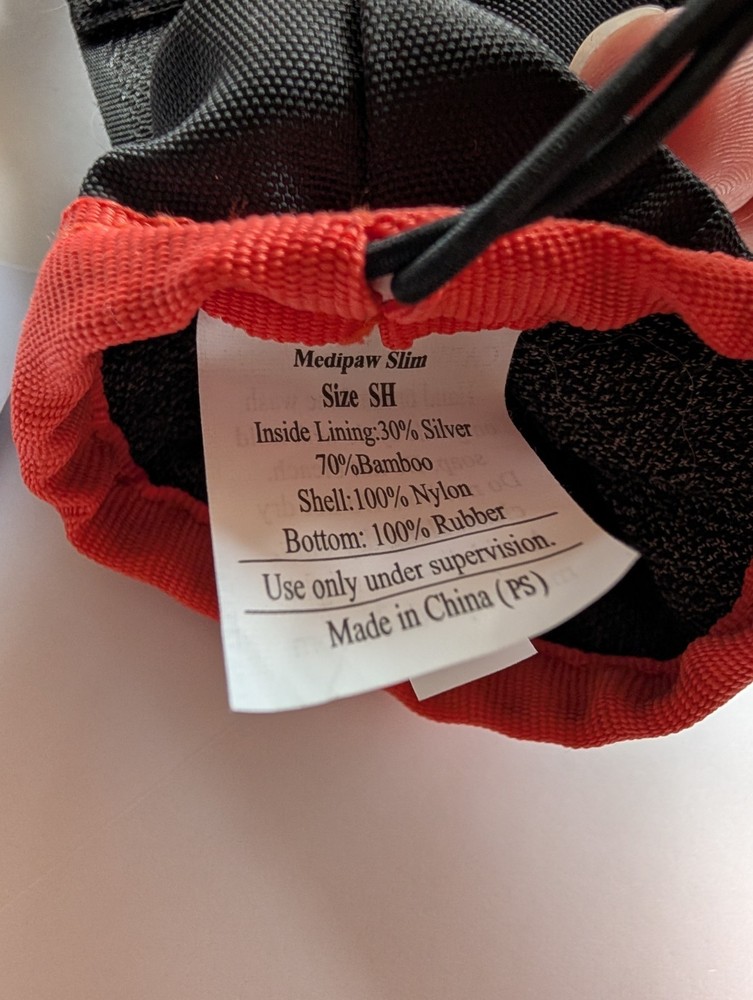 Medipaw Slim
Size SH
Inside Lining:30% Silver
70%Bamboo
Shell:100% Nylon
Bottom: 100% Rubber
Use only under supervision.
Made in China (PS)